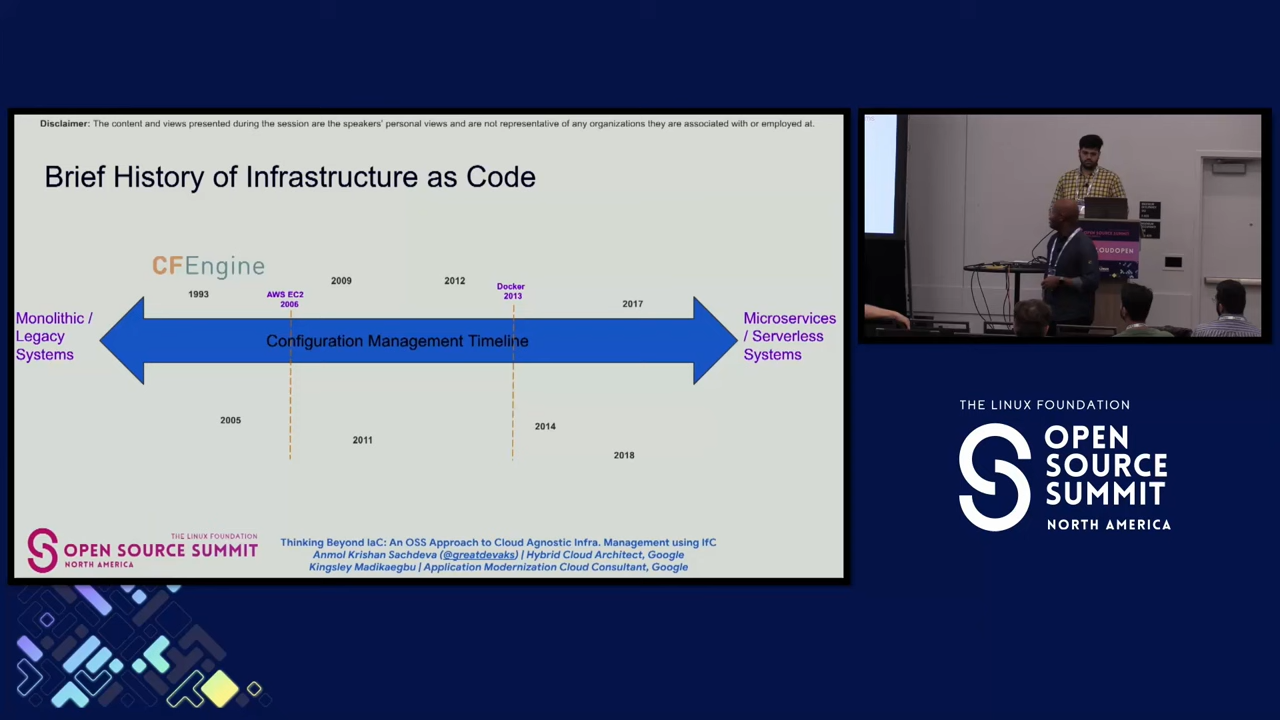 Disclaimer: The content and views presented during the session are the speakers' personal views and are not representative of any organizations they are associated with or employed at.
Brief History of Infrastructure as Code
CFEngine
1993
AWS EC2
2006
2009
2012
Docker
2013
2017
Monolithic /
Legacy
Systems
Configuration Management Timeline
Microservices
/ Serverless
Systems
2005
2011
2014
2018
THE LINUX FOUNDATION
OPEN SOURCE SUMMIT
NORTH AMERICA
Thinking Beyond IaC: An OSS Approach to Cloud Agnostic Infra. Management using IfC
Anmol Krishan Sachdeva (@greatdevaks) | Hybrid Cloud Architect, Google
Kingsley Madikaegbu | Application Modernization Cloud Consultant, Google
OPEN SOURCE SUMMIT
CLOUDOPEN
THE LINUX FOUNDATION
OPEN
SOURCE
SUMMIT
NORTH AMERICA